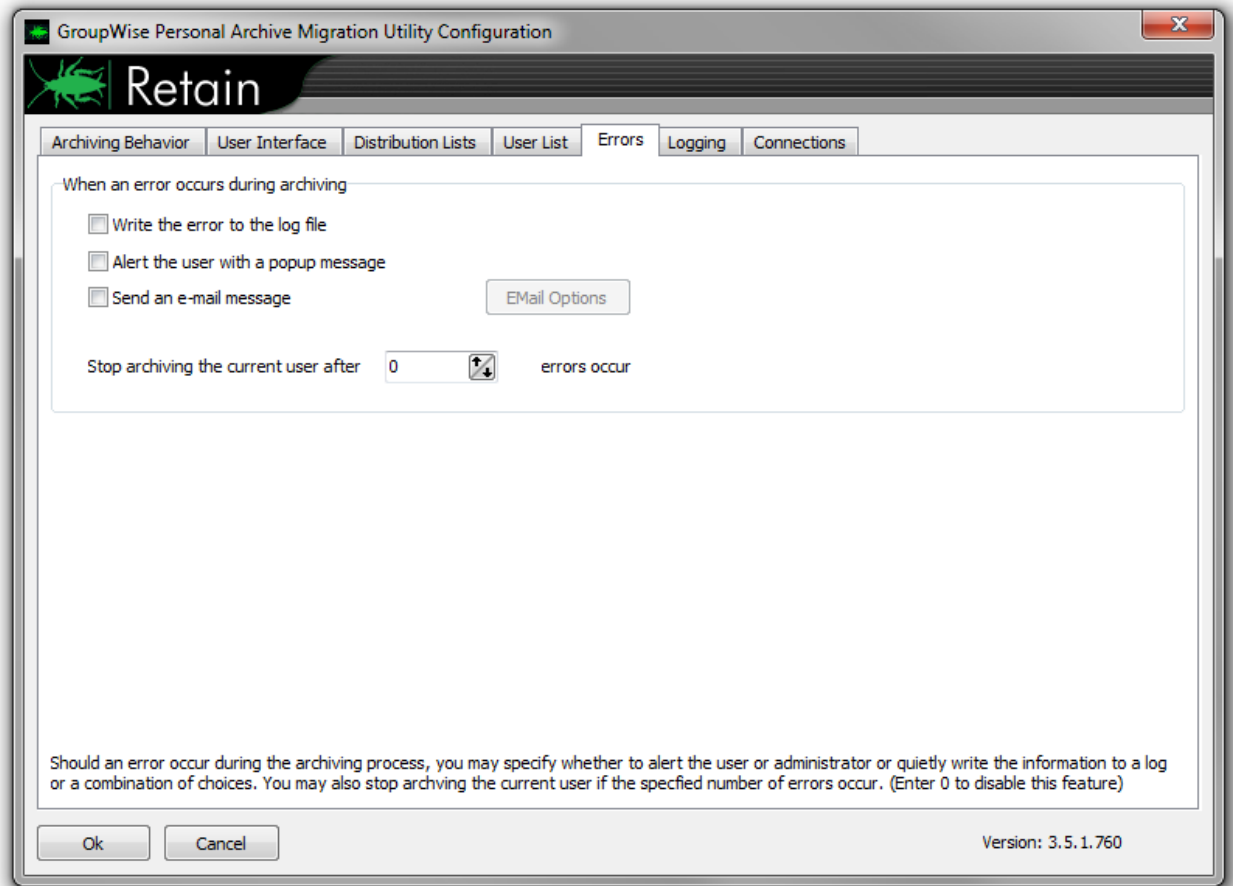 GroupWise Personal Archive Migration Utility Configuration
Retain
Archiving Behavior User Interface Distribution Lists User List Errors Logging Connections
When an error occurs during archiving
Write the error to the log file
Alert the user with a popup message
Send an e-mail message EMail Options
Stop archiving the current user after 0 errors occur
Should an error occur during the archiving process, you may specify whether to alert the user or administrator or quietly write the information to a log
or a combination of choices. You may also stop archving the current user if the specfied number of errors occur. (Enter 0 to disable this feature)
Ok Cancel Version: 3.5.1.760